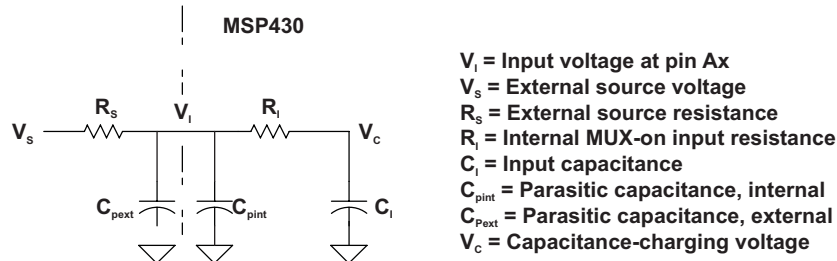 MSP430
V_S R_S V_I R_I V_C
C_pext C_pint C_I
V_I = Input voltage at pin Ax
V_S = External source voltage
R_S = External source resistance
R_I = Internal MUX-on input resistance
C_I = Input capacitance
C_pint = Parasitic capacitance, internal
C_Pext = Parasitic capacitance, external
V_C = Capacitance-charging voltage